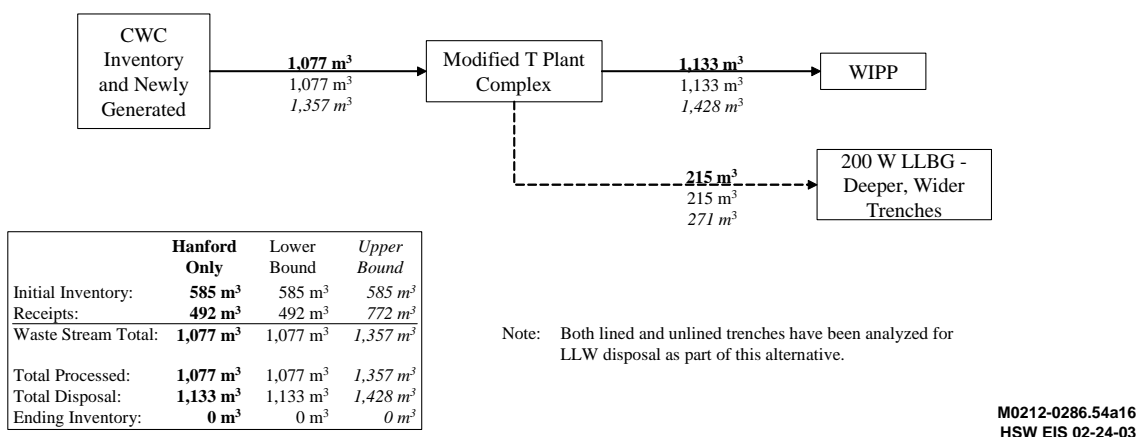 CWC
Inventory
and Newly
Generated
1,077 m³
1,077 m³
1,357 m³
Modified T Plant
Complex
1,133 m³
1,133 m³
1,428 m³
WIPP
215 m³
215 m³
271 m³
200 W LLBG -
Deeper, Wider
Trenches
Hanford Only Lower Bound Upper Bound
Initial Inventory: 585 m³ 585 m³ 585 m³
Receipts: 492 m³ 492 m³ 772 m³
Waste Stream Total: 1,077 m³ 1,077 m³ 1,357 m³
Total Processed: 1,077 m³ 1,077 m³ 1,357 m³
Total Disposal: 1,133 m³ 1,133 m³ 1,428 m³
Ending Inventory: 0 m³ 0 m³ 0 m³
Note: Both lined and unlined trenches have been analyzed for
LLW disposal as part of this alternative.
M0212-0286.54a16
HSW EIS 02-24-03